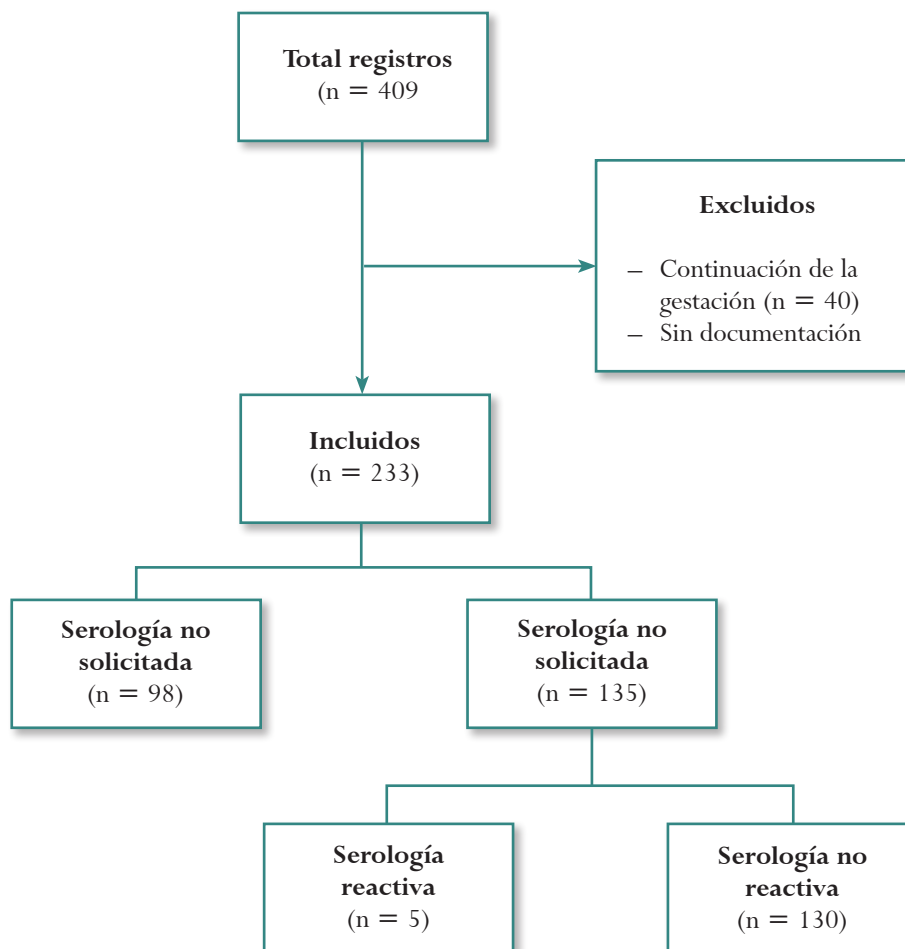 Total registros
(n = 409
Excluidos
– Continuación de la
gestación (n = 40)
– Sin documentación
Incluidos
(n = 233)
Serología no
solicitada
(n = 98)
Serología no
solicitada
(n = 135)
Serología
reactiva
(n = 5)
Serología no
reactiva
(n = 130)